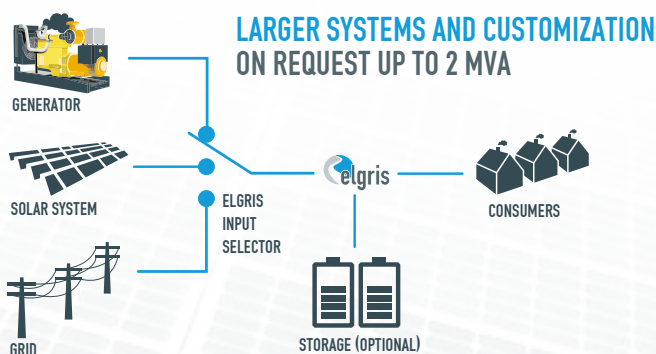 LARGER SYSTEMS AND CUSTOMIZATION
ON REQUEST UP TO 2 MVA
GENERATOR
SOLAR SYSTEM
ELGRIS
INPUT
SELECTOR
elgris
CONSUMERS
GRID
STORAGE (OPTIONAL)